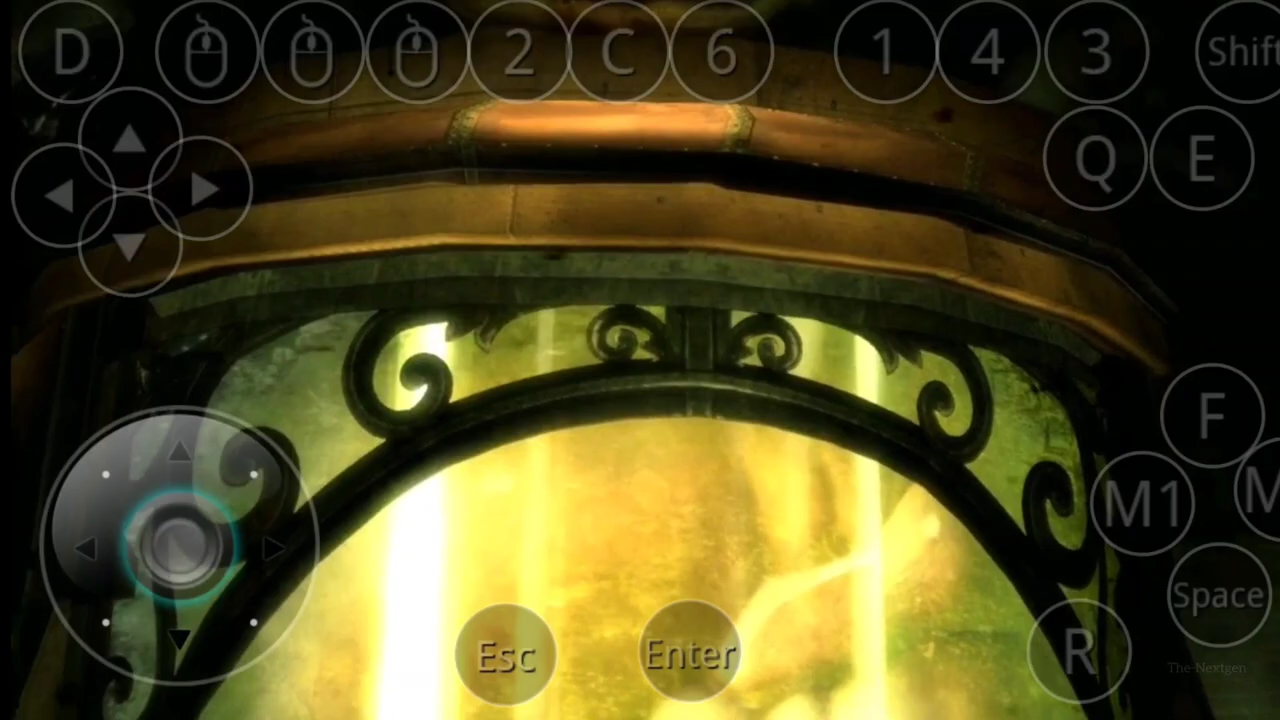 D 2 C 6 1 4 3 Shift
Q E
F
M1 M
Space
Esc Enter R
The-Nextgen